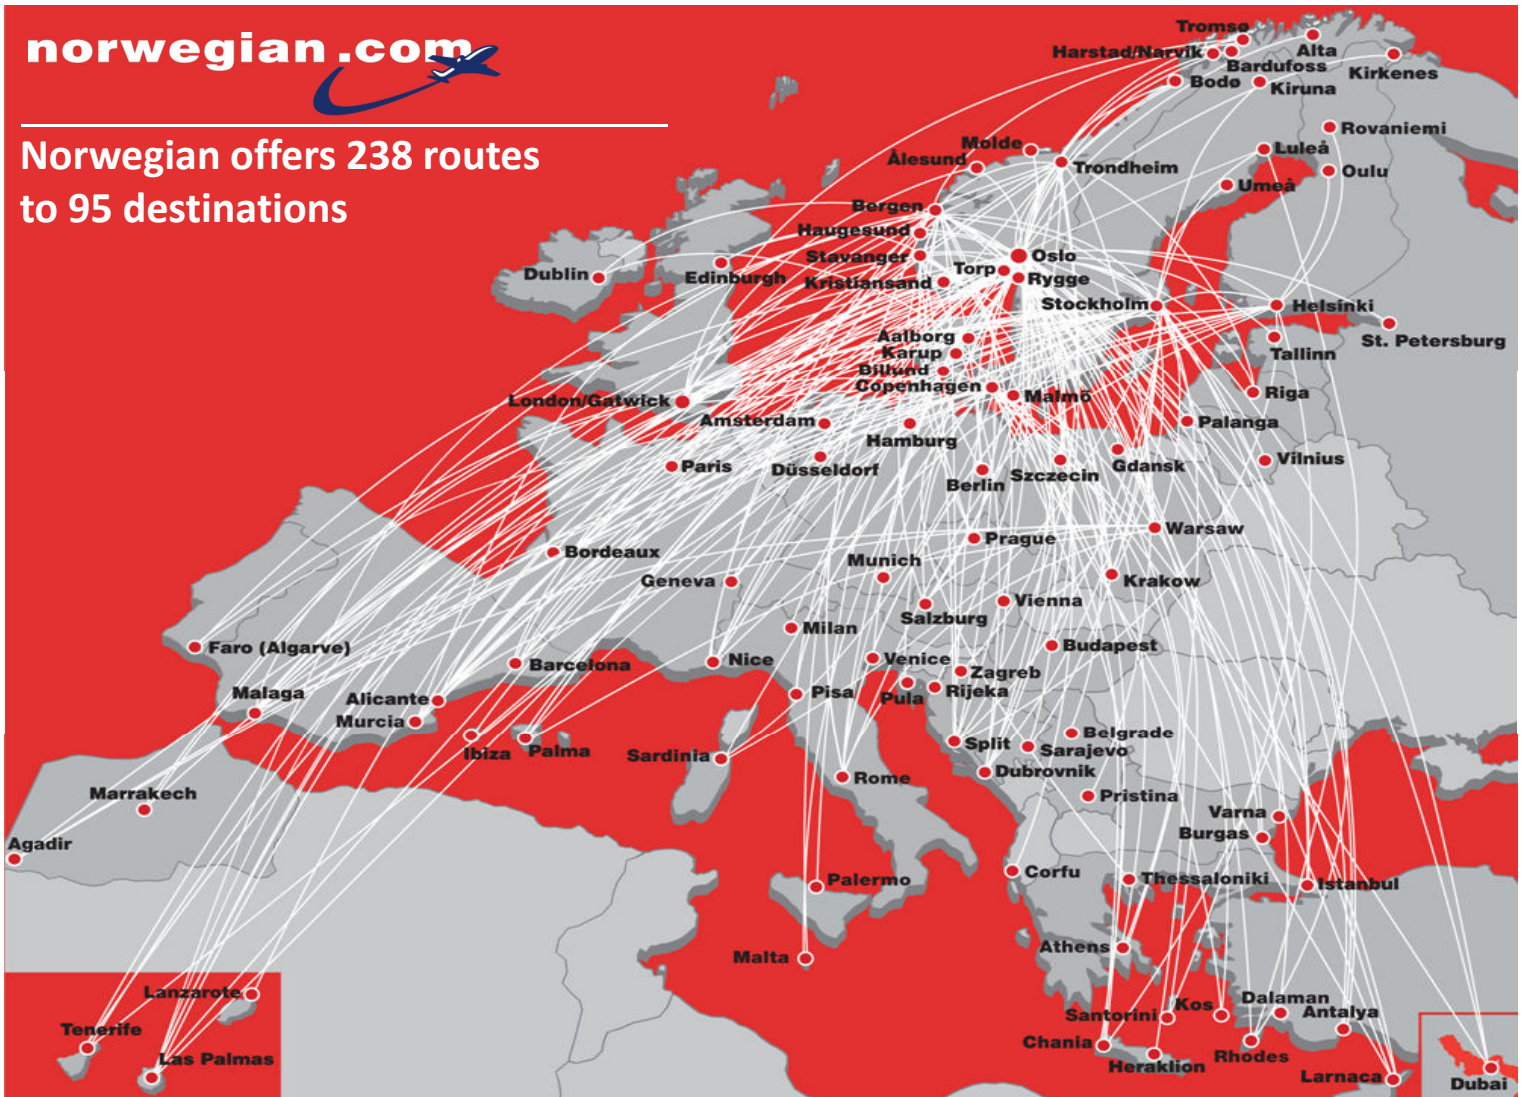 norwegian.com
Norwegian offers 238 routes
to 95 destinations
Tromsø
Harstad/Narvik
Alta
Bardufoss
Kirkenes
Bodø
Kiruna
Rovaniemi
Molde
Luleå
Ålesund
Trondheim
Oulu
Umeå
Bergen
Haugesund
Stavanger
Oslo
Torp
Dublin
Edinburgh
Kristiansand
Rygge
Stockholm
Helsinki
Aalborg
St. Petersburg
Tallinn
Karup
Billund
Copenhagen
Riga
London/Gatwick
Malmö
Amsterdam
Hamburg
Palanga
Paris
Düsseldorf
Gdansk
Vilnius
Berlin
Szczecin
Warsaw
Prague
Bordeaux
Munich
Geneva
Krakow
Vienna
Salzburg
Milan
Faro (Algarve)
Budapest
Barcelona
Nice
Venice
Zagreb
Malaga
Alicante
Pisa
Pula
Rijeka
Murcia
Belgrade
Ibiza
Palma
Sardinia
Split
Sarajevo
Dubrovnik
Rome
Marrakech
Pristina
Varna
Burgas
Agadir
Corfu
Thessaloniki
Istanbul
Palermo
Athens
Malta
Lanzarote
Dalaman
Kos
Antalya
Santorini
Tenerife
Chania
Las Palmas
Heraklion
Rhodes
Larnaca
Dubai